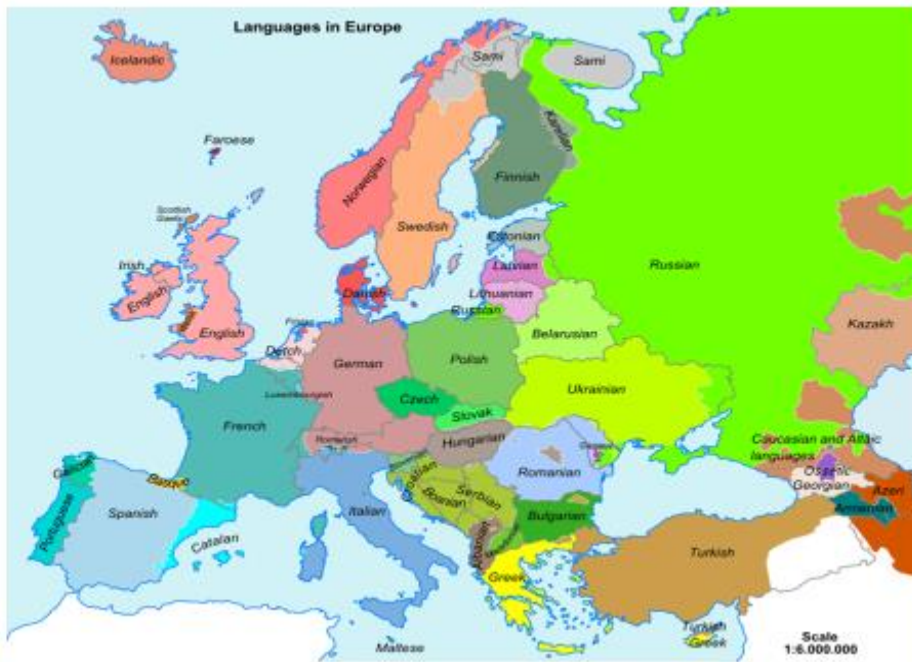 Languages in Europe
Icelandic
Sami
Sami
Faroese
Karelian
Norwegian
Finnish
Swedish
Scottish
Gaelic
Estonian
Russian
Irish
Latvian
English
Danish
Lithuanian
Russian
Welsh
English
Belarusian
Kazakh
Detch
German
Polish
Ukrainian
Luxembourgish
Czech
Slovak
French
Romansh
Hungarian
Caucasian and Altaic
languages
Romanian
Ossetic
Georgian
Galician
Basque
Croatian
Bosnian
Serbian
Azeri
Armenian
Portuguese
Spanish
Italian
Bulgarian
Catalan
Albanian
Turkish
Greek
Turkish
Greek
Maltese
Scale
1:6.000.000